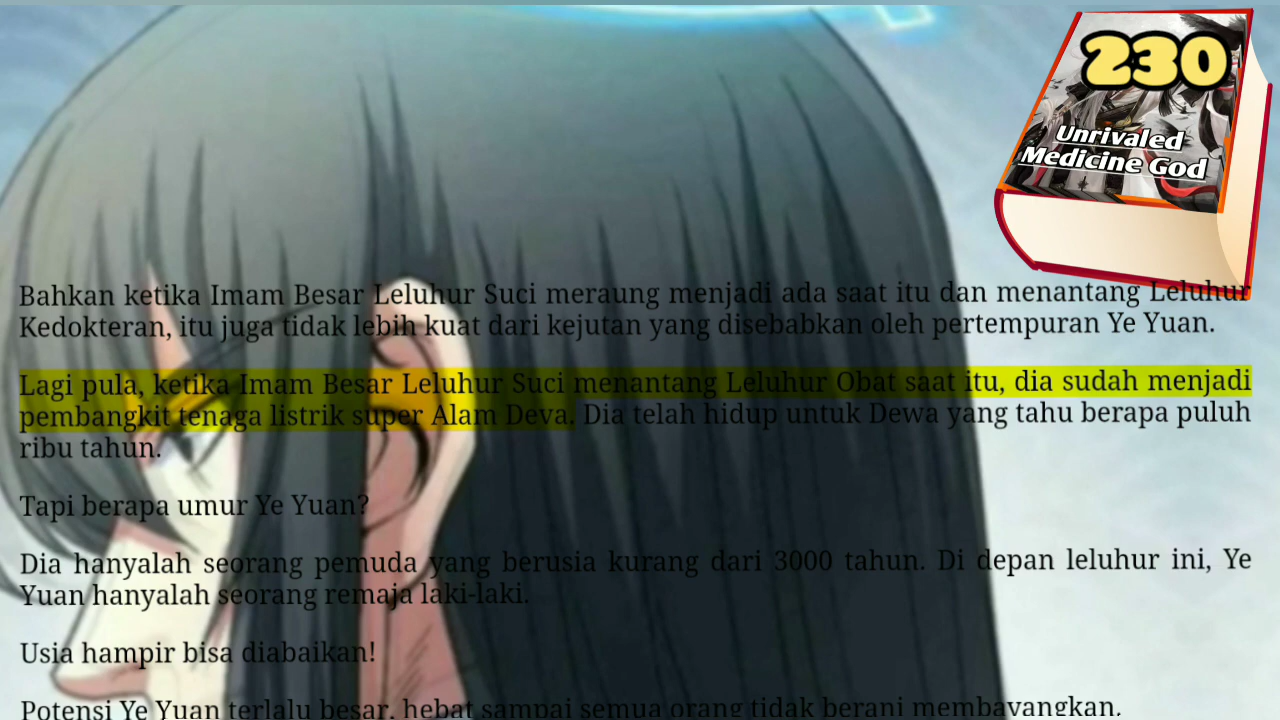 230
Unrivaled
Medicine God
Bahkan ketika Imam Besar Leluhur Suci meraung menjadi ada saat itu dan menantang Leluhur
Kedokteran, itu juga tidak lebih kuat dari kejutan yang disebabkan oleh pertempuran Ye Yuan.
Lagi pula, ketika Imam Besar Leluhur Suci menantang Leluhur Obat saat itu, dia sudah menjadi
pembangkit tenaga listrik super Alam Deva. Dia telah hidup untuk Dewa yang tahu berapa puluh
ribu tahun.
Tapi berapa umur Ye Yuan?
Dia hanyalah seorang pemuda yang berusia kurang dari 3000 tahun. Di depan leluhur ini, Ye
Yuan hanyalah seorang remaja laki-laki.
Usia hampir bisa diabaikan!
Potensi Ye Yuan terlalu besar, hebat sampai semua orang tidak berani membayangkan.